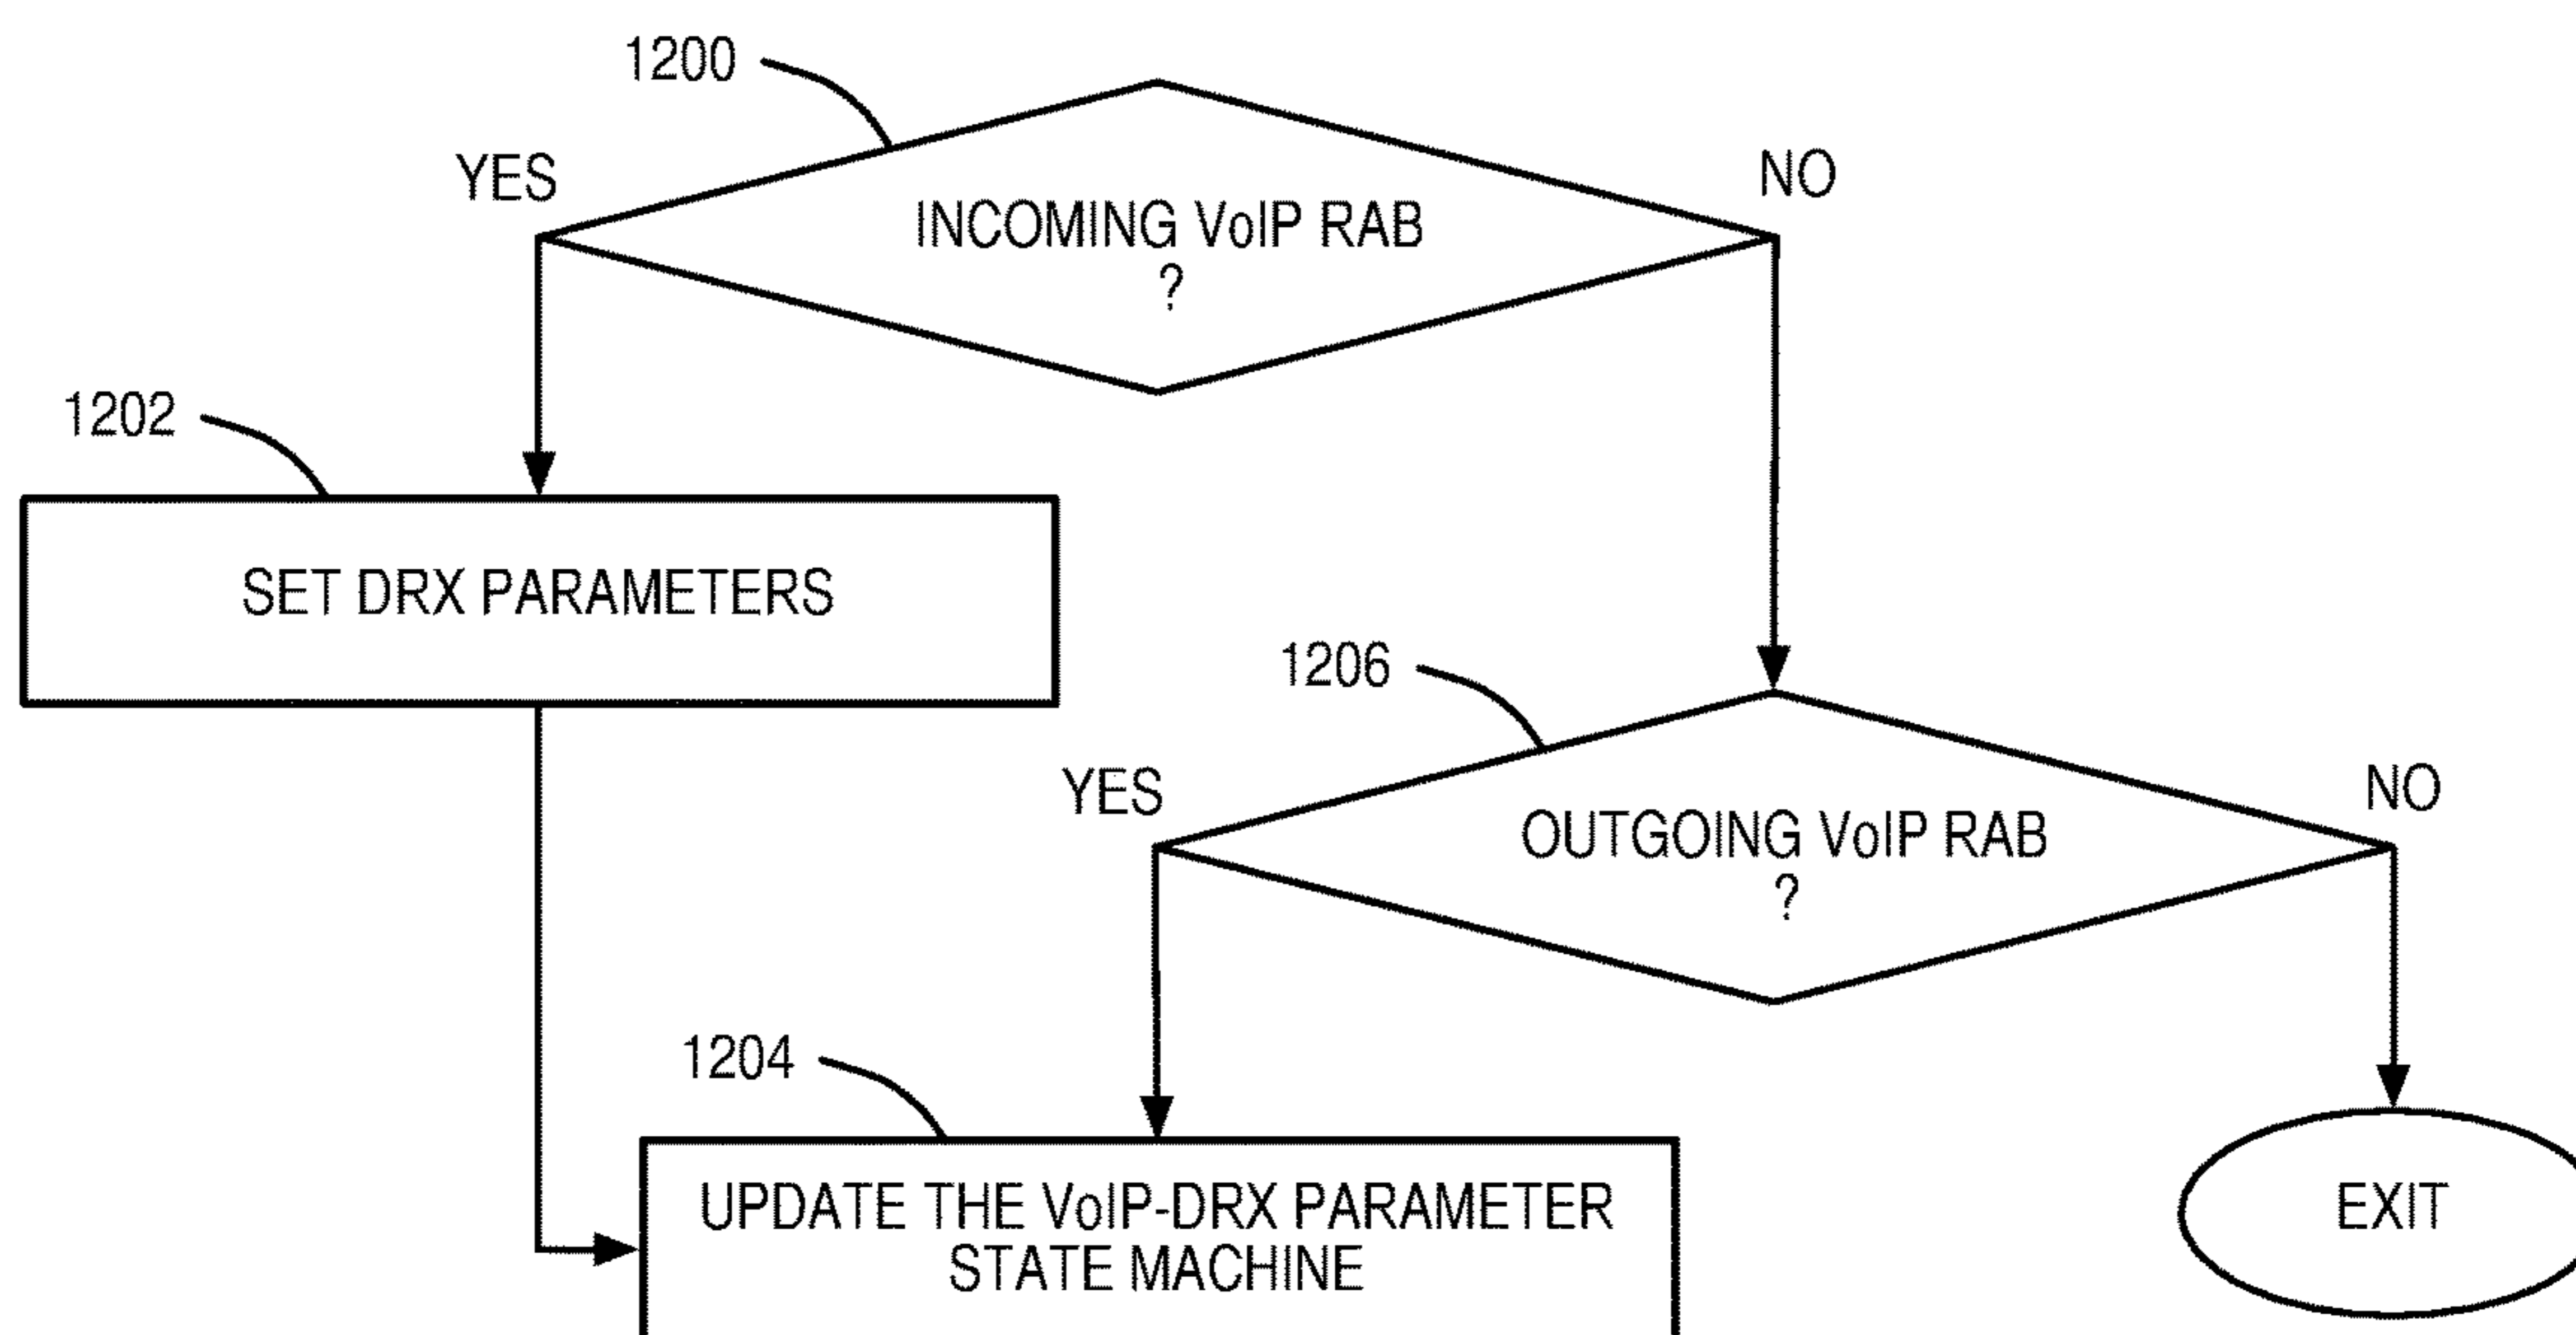 1200
YES
NO
INCOMING VoIP RAB
?
1202
SET DRX PARAMETERS
1206
YES
NO
OUTGOING VoIP RAB
?
1204
UPDATE THE VoIP-DRX PARAMETER
STATE MACHINE
EXIT